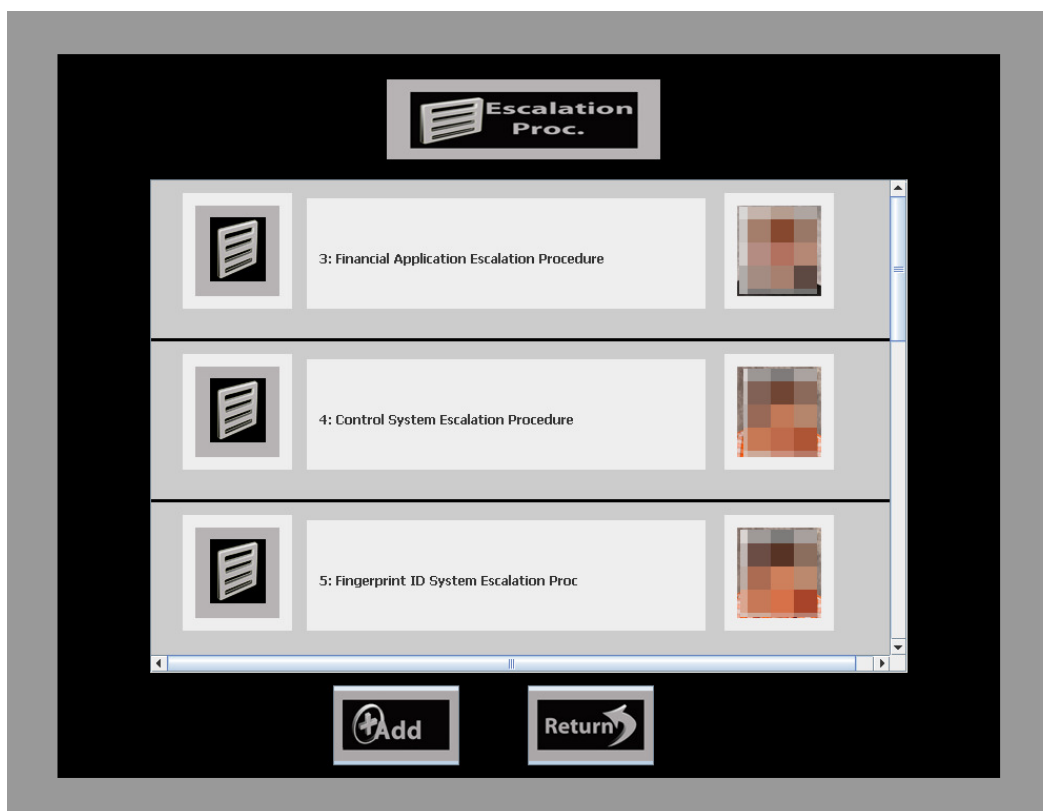 Escalation
Proc.
3: Financial Application Escalation Procedure
4: Control System Escalation Procedure
5: Fingerprint ID System Escalation Proc
Add
Return